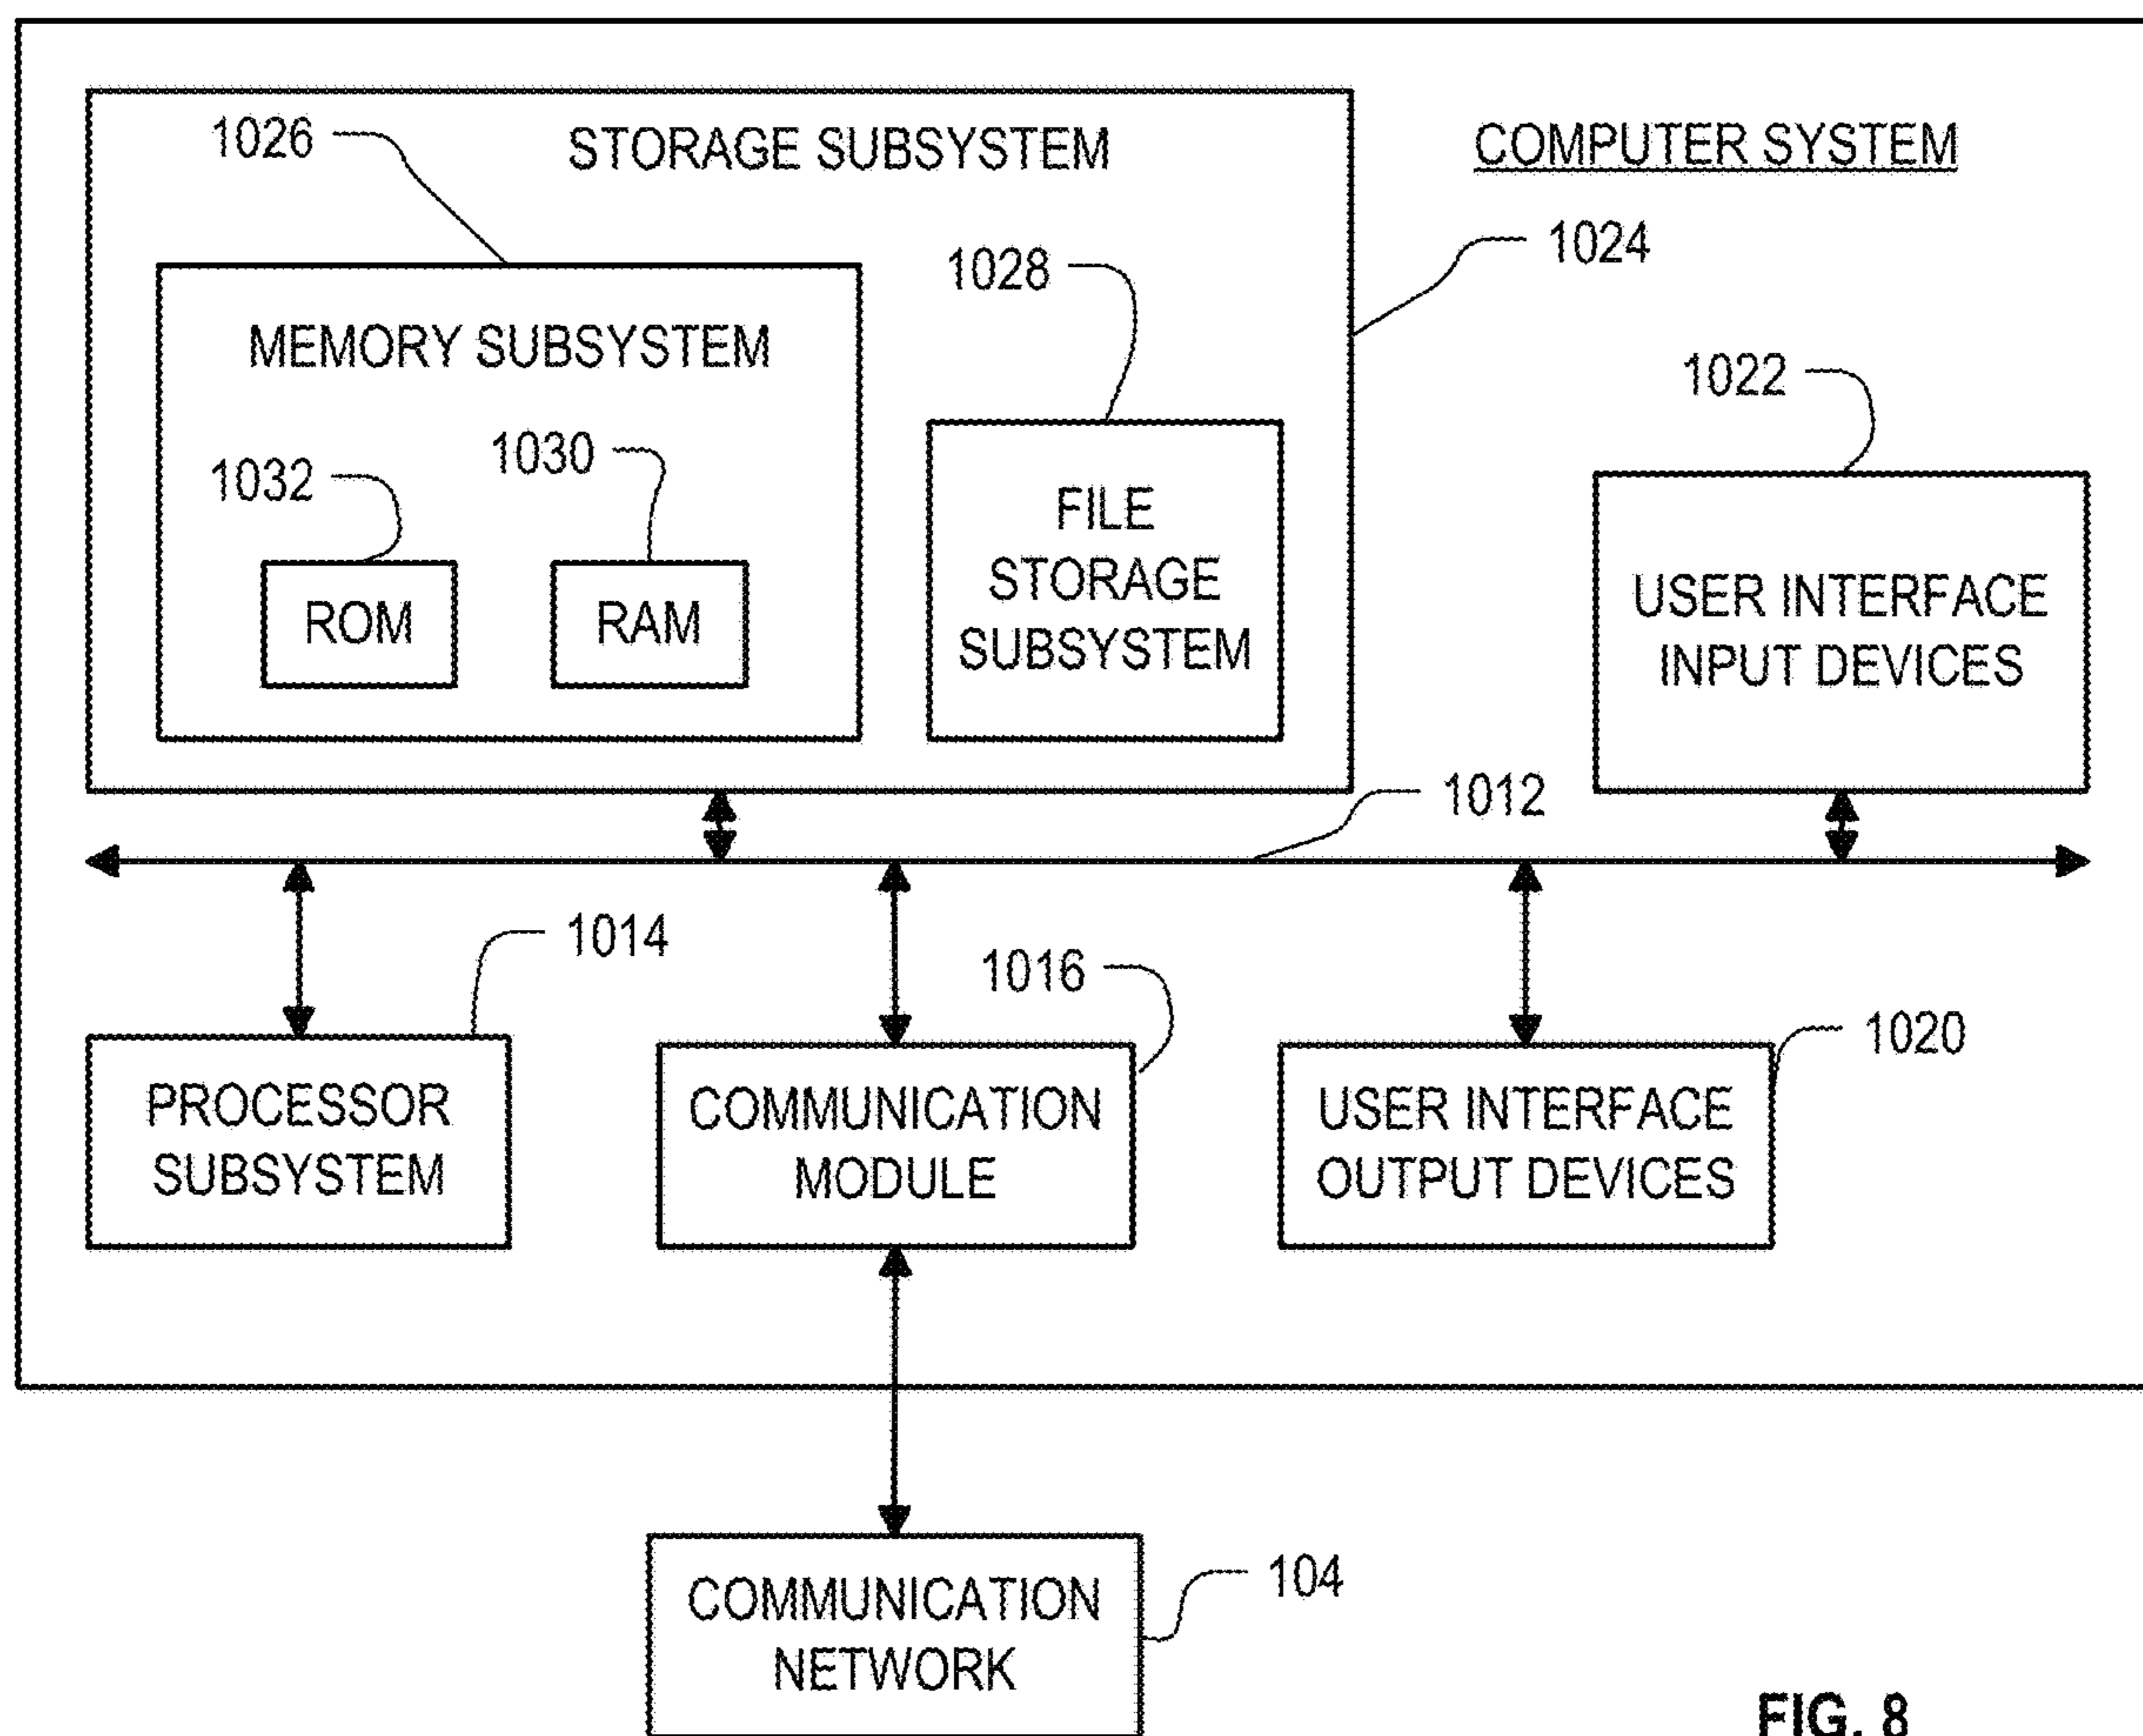 1026
STORAGE SUBSYSTEM
COMPUTER SYSTEM
1024
1028
MEMORY SUBSYSTEM
1022
1032
1030
ROM
RAM
FILE
STORAGE
SUBSYSTEM
USER INTERFACE
INPUT DEVICES
1012
1014
1016
1020
PROCESSOR
SUBSYSTEM
COMMUNICATION
MODULE
USER INTERFACE
OUTPUT DEVICES
COMMUNICATION
NETWORK
104
FIG. 8